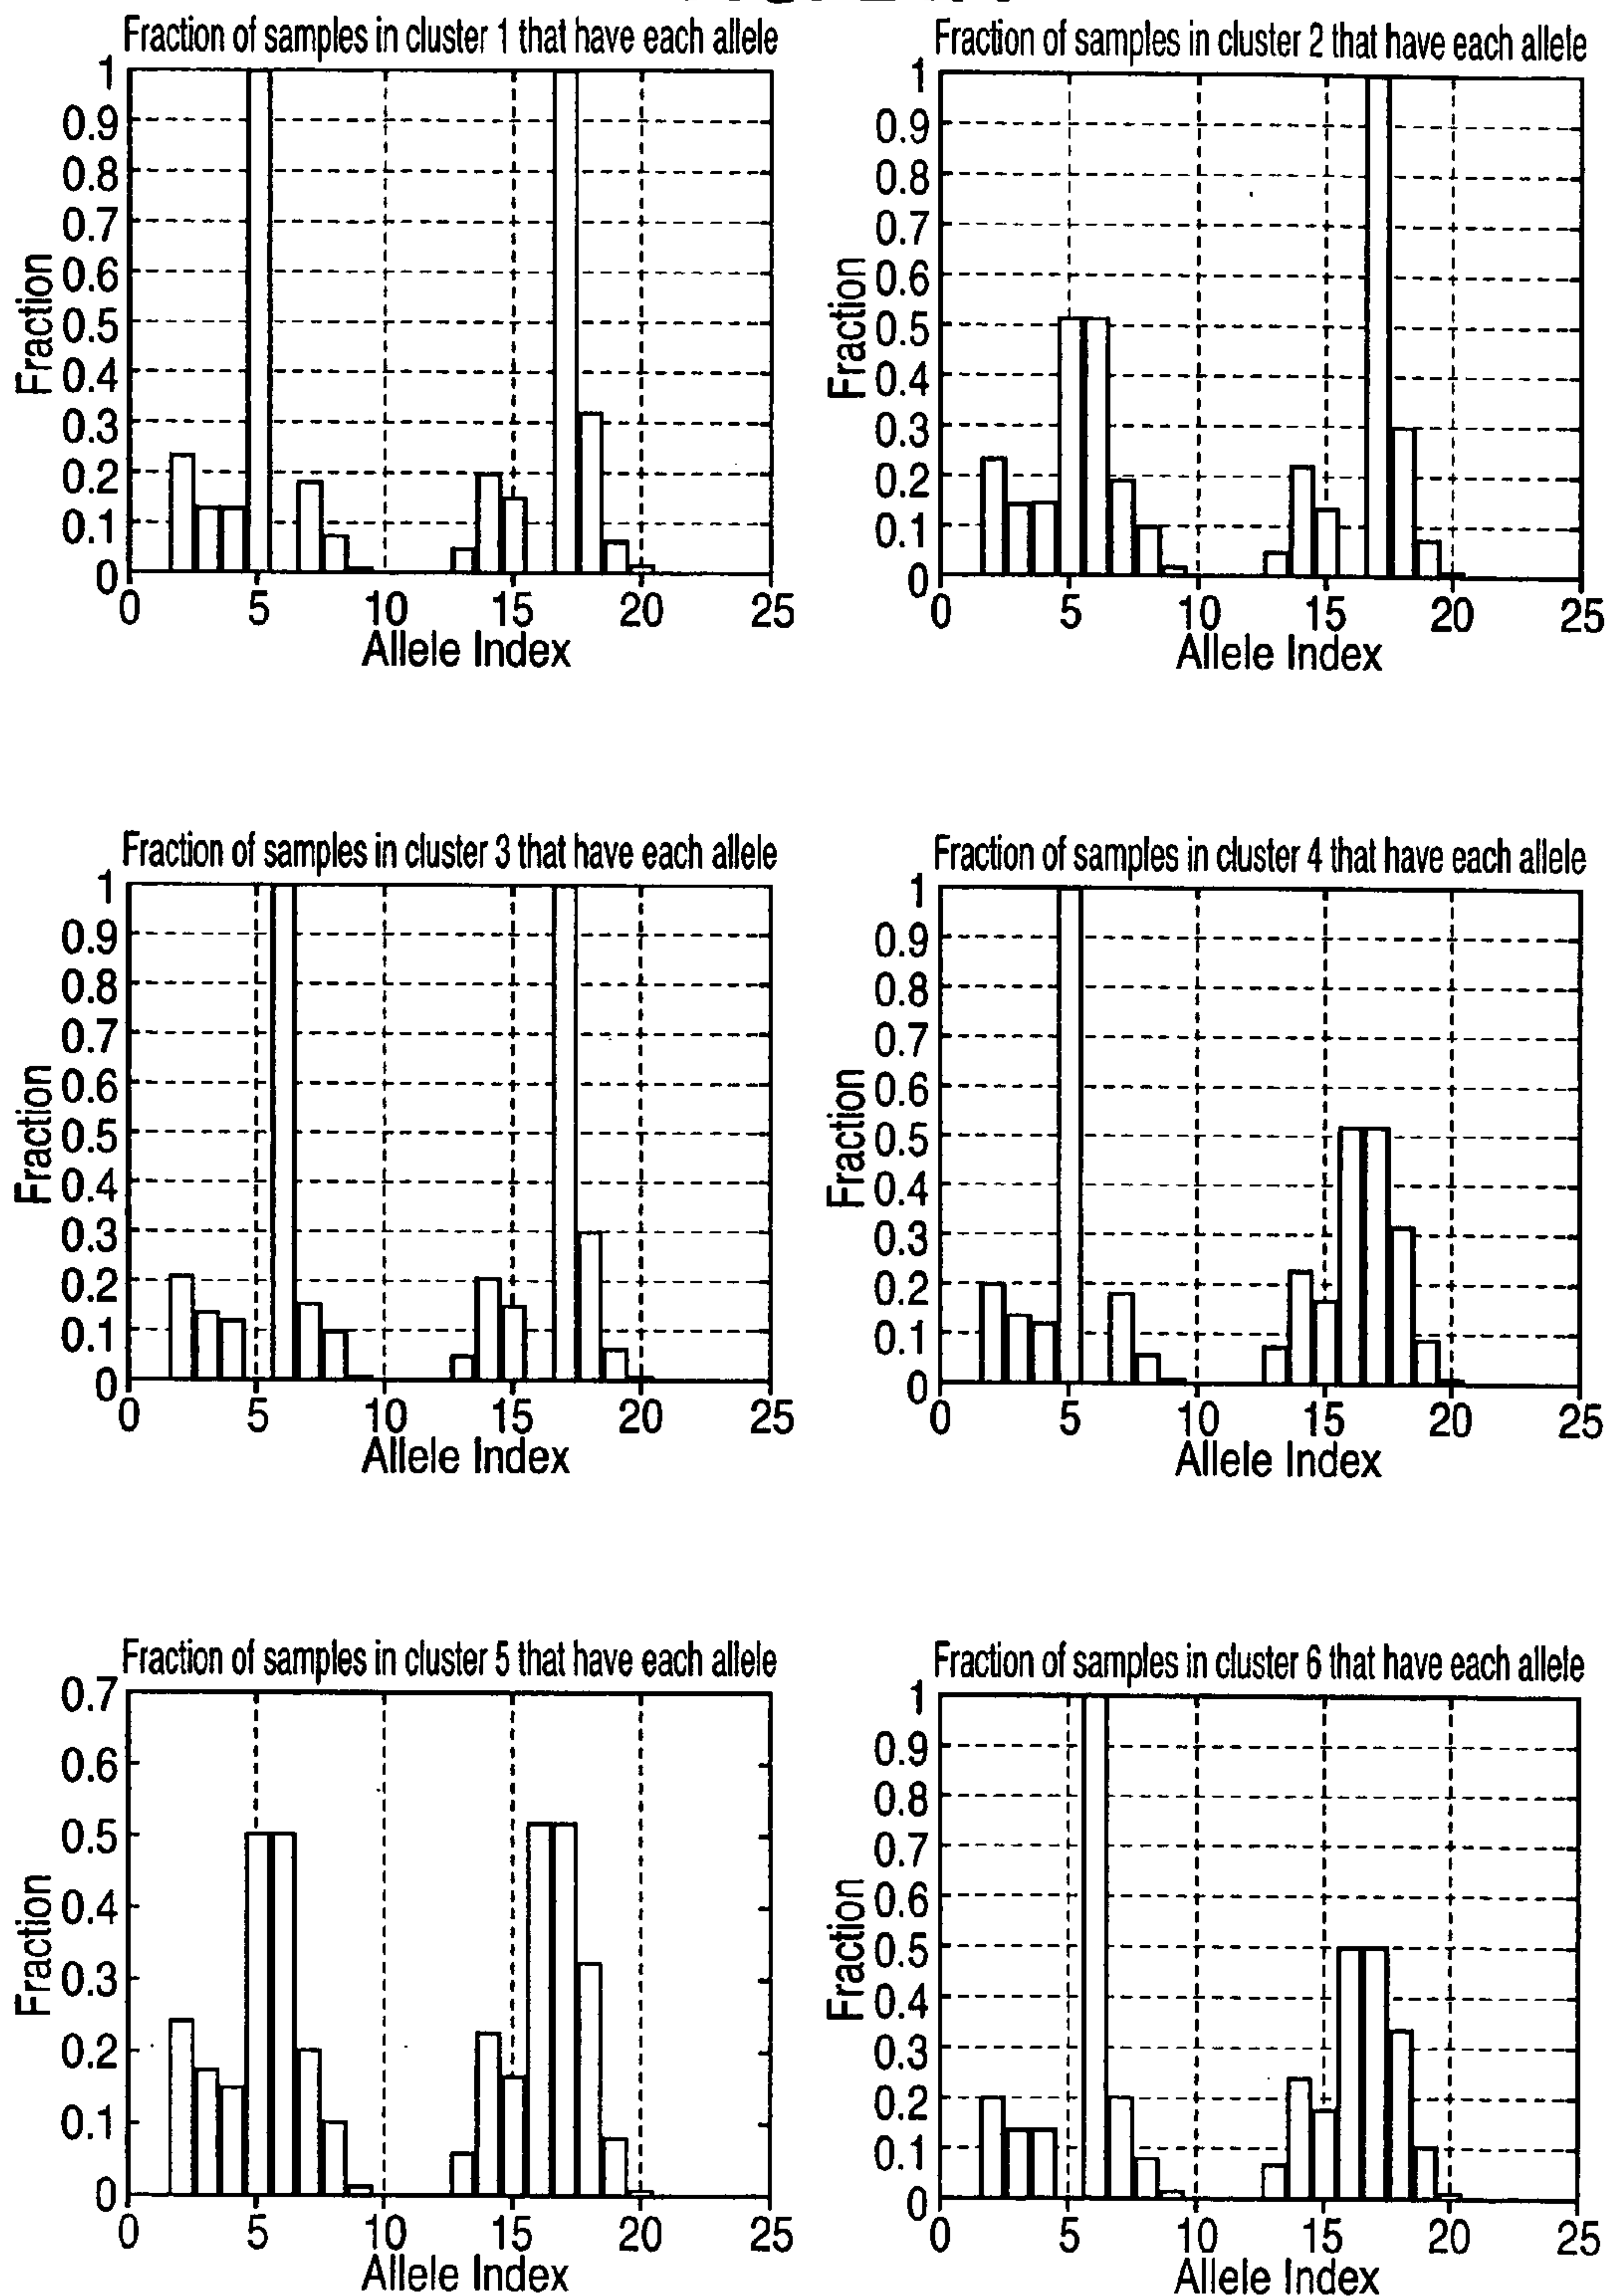 Fraction of samples in cluster 1 that have each allele
1
0.9
0.8
0.7
0.6
0.5
0.4
0.3
0.2
0.1
0
Fraction
0 5 10 15 20 25
Allele Index
Fraction of samples in cluster 2 that have each allele
1
0.9
0.8
0.7
0.6
0.5
0.4
0.3
0.2
0.1
0
Fraction
0 5 10 15 20 25
Allele Index
Fraction of samples in cluster 3 that have each allele
1
0.9
0.8
0.7
0.6
0.5
0.4
0.3
0.2
0.1
0
Fraction
0 5 10 15 20 25
Allele Index
Fraction of samples in cluster 4 that have each allele
1
0.9
0.8
0.7
0.6
0.5
0.4
0.3
0.2
0.1
0
Fraction
0 5 10 15 20 25
Allele Index
Fraction of samples in cluster 5 that have each allele
0.7
0.6
0.5
0.4
0.3
0.2
0.1
0
Fraction
0 5 10 15 20 25
Allele Index
Fraction of samples in cluster 6 that have each allele
1
0.9
0.8
0.7
0.6
0.5
0.4
0.3
0.2
0.1
0
Fraction
0 5 10 15 20 25
Allele Index